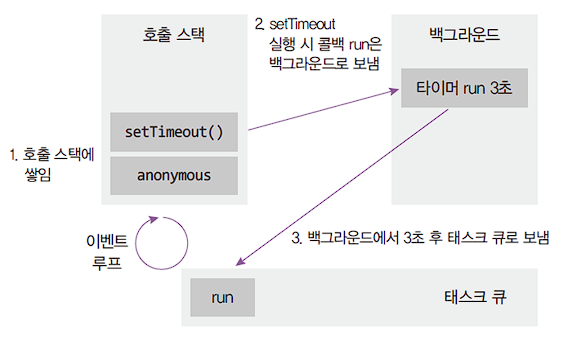 호출 스택
2. setTimeout
실행 시 콜백 run은
백그라운드로 보냄
백그라운드
타이머 run 3초
setTimeout()
1. 호출 스택에
쌓임
anonymous
이벤트
루프
3. 백그라운드에서 3초 후 태스크 큐로 보냄
run
태스크 큐